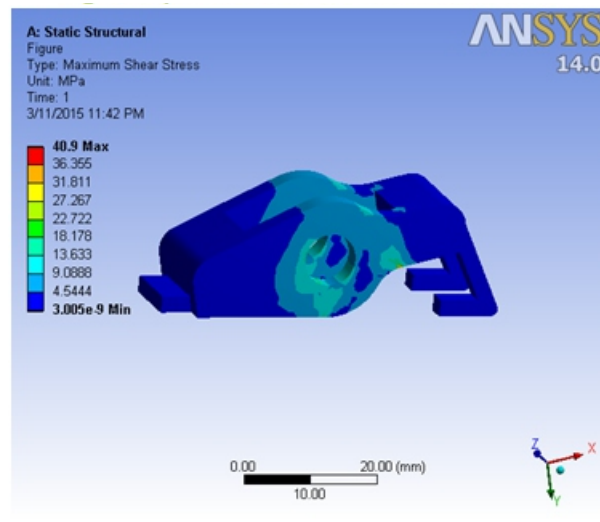 A: Static Structural
Figure
Type: Maximum Shear Stress
Unit: MPa
Time: 1
3/11/2015 11:42 PM
ANSYS
14.0
40.9 Max
36.355
31.811
27.267
22.722
18.178
13.633
9.0888
4.5444
3.005e-9 Min
0.00 20.00 (mm)
10.00
Z
X
Y